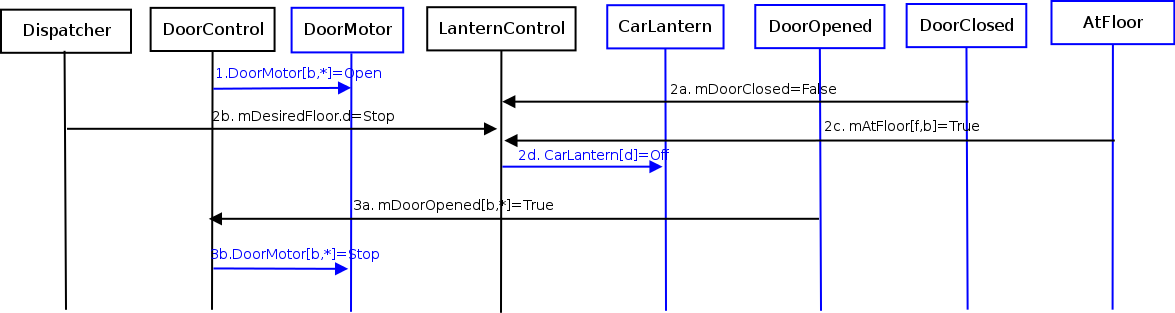 Dispatcher
DoorControl
DoorMotor
LanternControl
CarLantern
DoorOpened
DoorClosed
AtFloor
1.DoorMotor[b,*]=Open
2a. mDoorClosed=False
2b. mDesiredFloor.d=Stop
2c. mAtFloor[f,b]=True
2d. CarLantern[d]=Off
3a. mDoorOpened[b,*]=True
3b.DoorMotor[b,*]=Stop